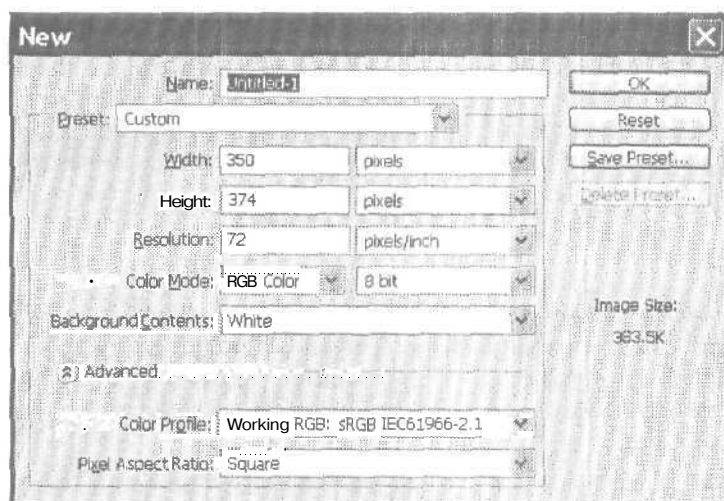 New
Name: Untitled-1
OK
Preset: Custom
Reset
Width: 350 pixels
Save Preset...
Height: 374 pixels
Delete Preset...
Resolution: 72 pixels/inch
Color Mode: RGB Color 8 bit
Image Size:
Background Contents: White
383.5K
Advanced
Color Profile: Working RGB: sRGB IEC61966-2.1
Pixel Aspect Ratio: Square